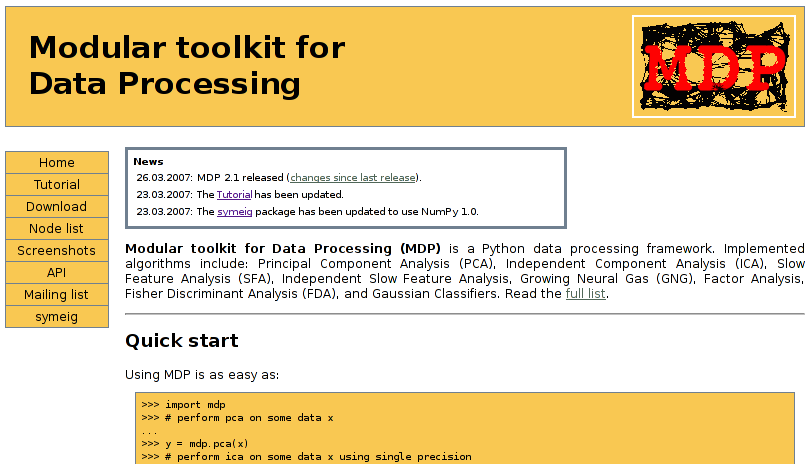 Modular toolkit for
Data Processing
MDP
Home
Tutorial
Download
Node list
Screenshots
API
Mailing list
symeig
News
26.03.2007: MDP 2.1 released (changes since last release).
23.03.2007: The Tutorial has been updated.
23.03.2007: The symeig package has been updated to use NumPy 1.0.
Modular toolkit for Data Processing (MDP) is a Python data processing framework. Implemented
algorithms include: Principal Component Analysis (PCA), Independent Component Analysis (ICA), Slow
Feature Analysis (SFA), Independent Slow Feature Analysis, Growing Neural Gas (GNG), Factor Analysis,
Fisher Discriminant Analysis (FDA), and Gaussian Classifiers. Read the full list.
Quick start
Using MDP is as easy as:
>>> import mdp
>>> # perform pca on some data x
...
>>> y = mdp.pca(x)
>>> # perform ica on some data x using single precision